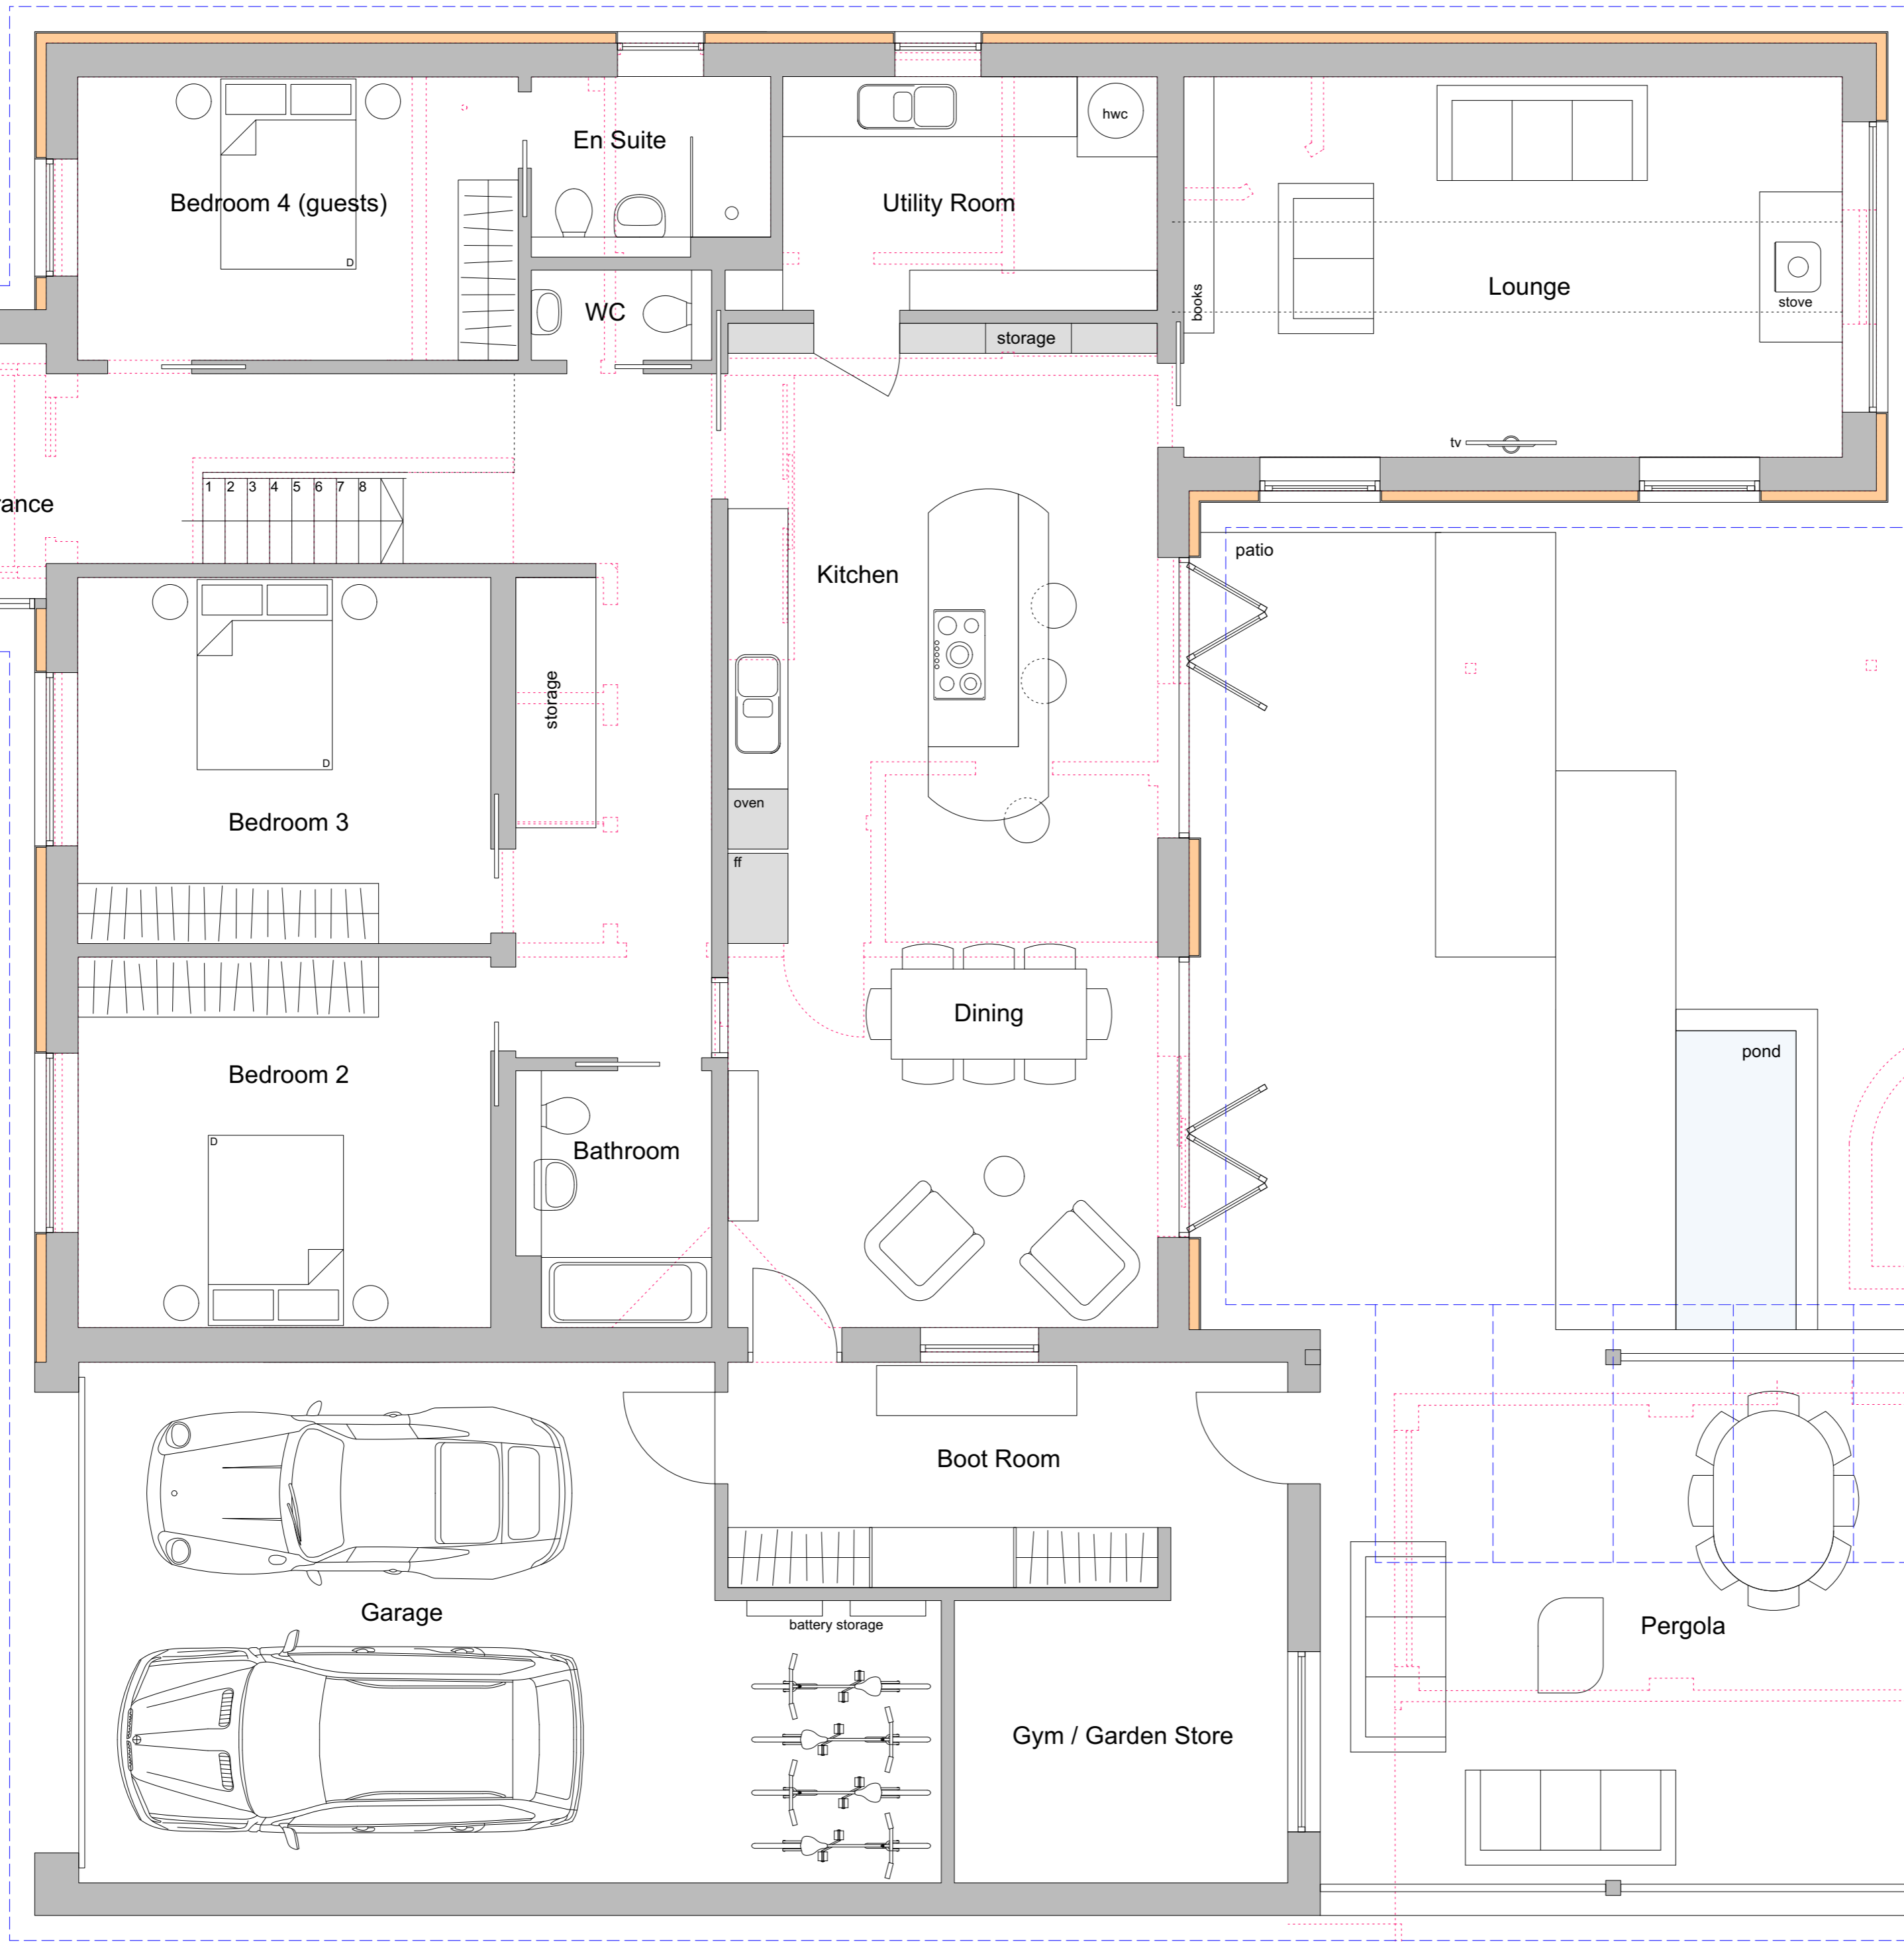 En Suite
hwc
Bedroom 4 (guests)
Utility Room
D
WC
books
Lounge
stove
storage
tv
1 2 3 4 5 6 7 8
rance
patio
Kitchen
storage
D
oven
Bedroom 3
ff
Dining
pond
Bedroom 2
D
Bathroom
Boot Room
Garage
battery storage
Pergola
Gym / Garden Store